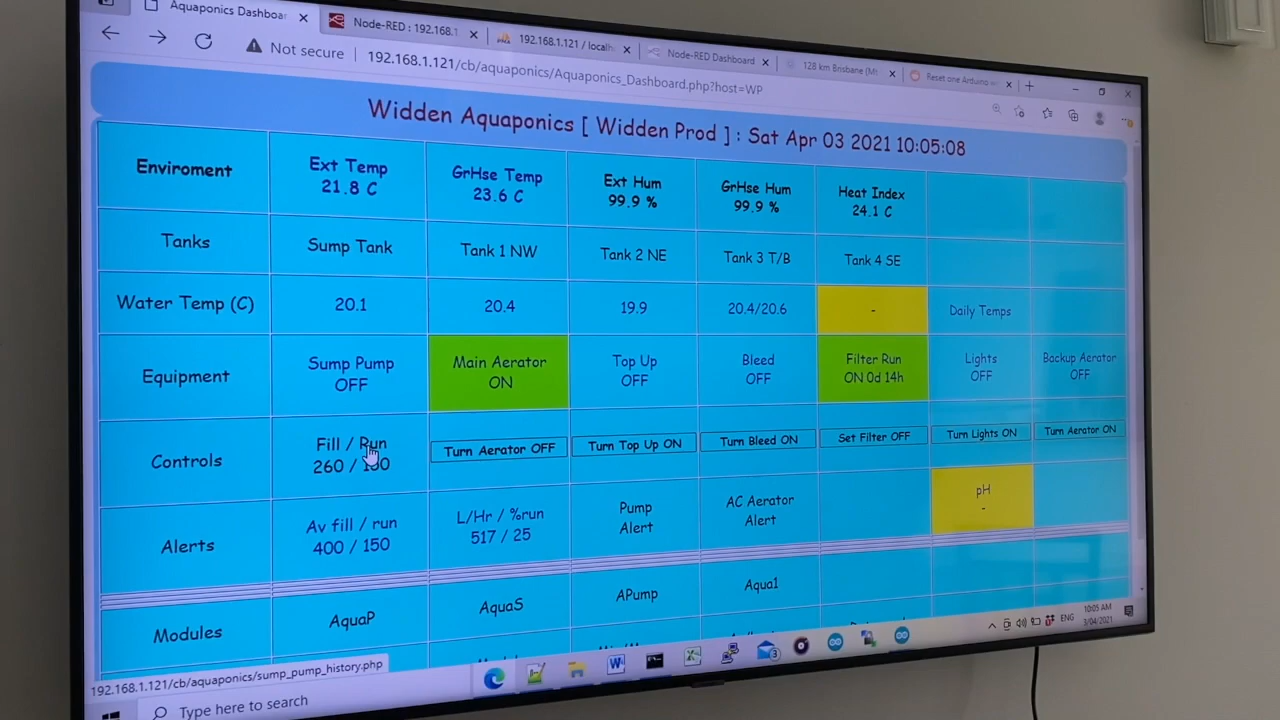 Aquaponics Dashboa
Node-RED : 192.168.1
192.168.1.121 / localh
Node-RED Dashboard
128 km Brisbane (Mt
Reset one Arduino
Not secure
192.168.1.121/cb/aquaponics/Aquaponics_Dashboard.php?host=WP
Widden Aquaponics [ Widden Prod ] : Sat Apr 03 2021 10:05:08
Enviroment
Ext Temp
21.8 C
GrHse Temp
23.6 C
Ext Hum
99.9 %
GrHse Hum
99.9 %
Heat Index
24.1 C
Tanks
Sump Tank
Tank 1 NW
Tank 2 NE
Tank 3 T/B
Tank 4 SE
Water Temp (C)
20.1
20.4
19.9
20.4/20.6
-
Daily Temps
Equipment
Sump Pump
OFF
Main Aerator
ON
Top Up
OFF
Bleed
OFF
Filter Run
ON 0d 14h
Lights
OFF
Backup Aerator
OFF
Controls
Fill / Run
260 /
Turn Aerator OFF
Turn Top Up ON
Turn Bleed ON
Set Filter OFF
Turn Lights ON
Turn Aerator ON
Alerts
Av fill / run
400 / 150
L/Hr / %run
517 / 25
Pump
Alert
AC Aerator
Alert
pH
-
Modules
AquaP
AquaS
APump
Aqua1
192.168.1.121/cb/aquaponics/sump_pump_history.php
Type here to search
3
ENG
10:05 AM
3/04/2021